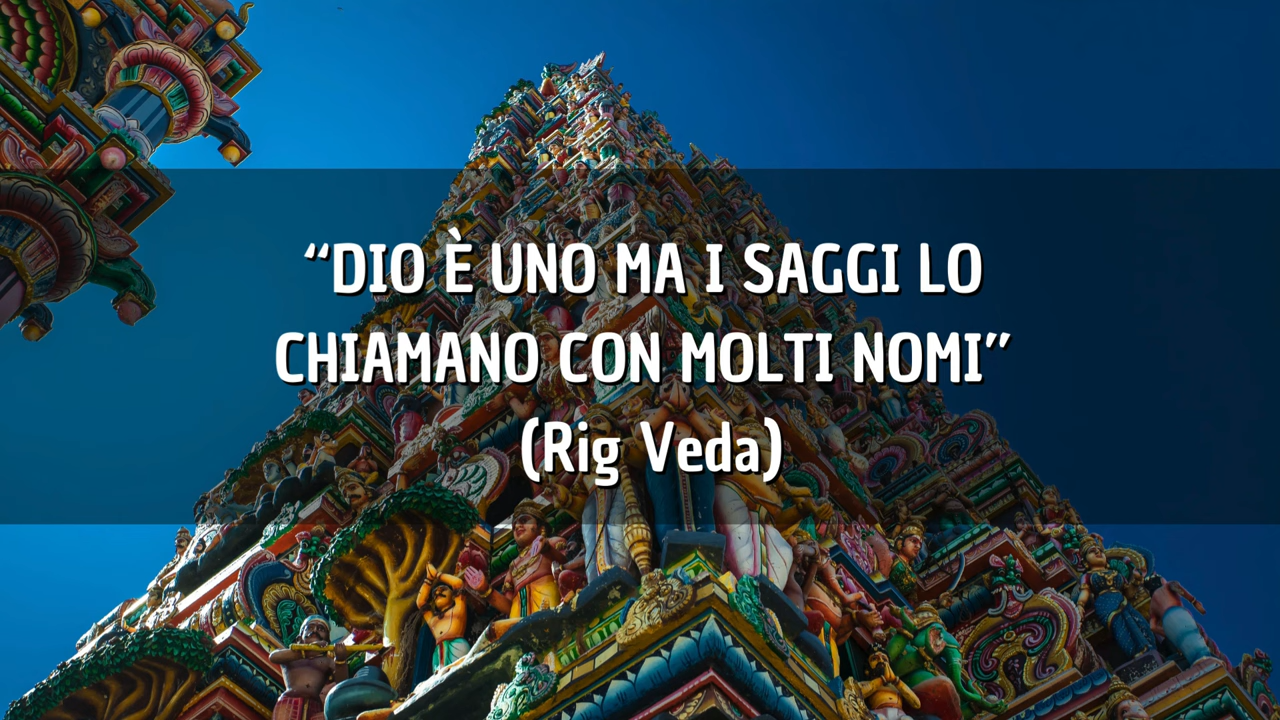 “DIO È UNO MA I SAGGI LO
CHIAMANO CON MOLTI NOMI”
(Rig Veda)